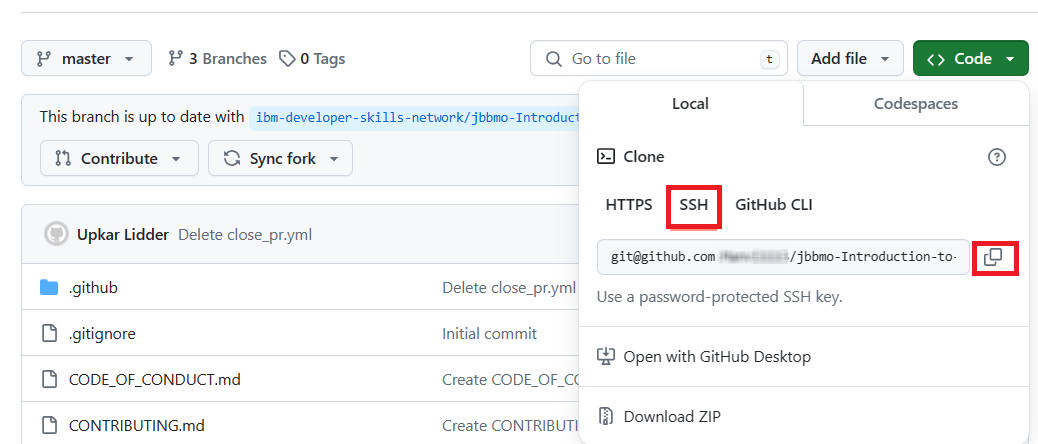 master 3 Branches 0 Tags Go to file t Add file Code
This branch is up to date with ibm-developer-skills-network/jbbmo-Introduct
Contribute Sync fork
Upkar Lidder Delete close_pr.yml
.github Delete close_pr.yml
.gitignore Initial commit
CODE_OF_CONDUCT.md Create CODE_OF_CO
CONTRIBUTING.md Create CONTRIBUTIN
Local Codespaces
Clone
HTTPS SSH GitHub CLI
git@github.com /jbbmo-Introduction-to-
Use a password-protected SSH key.
Open with GitHub Desktop
Download ZIP